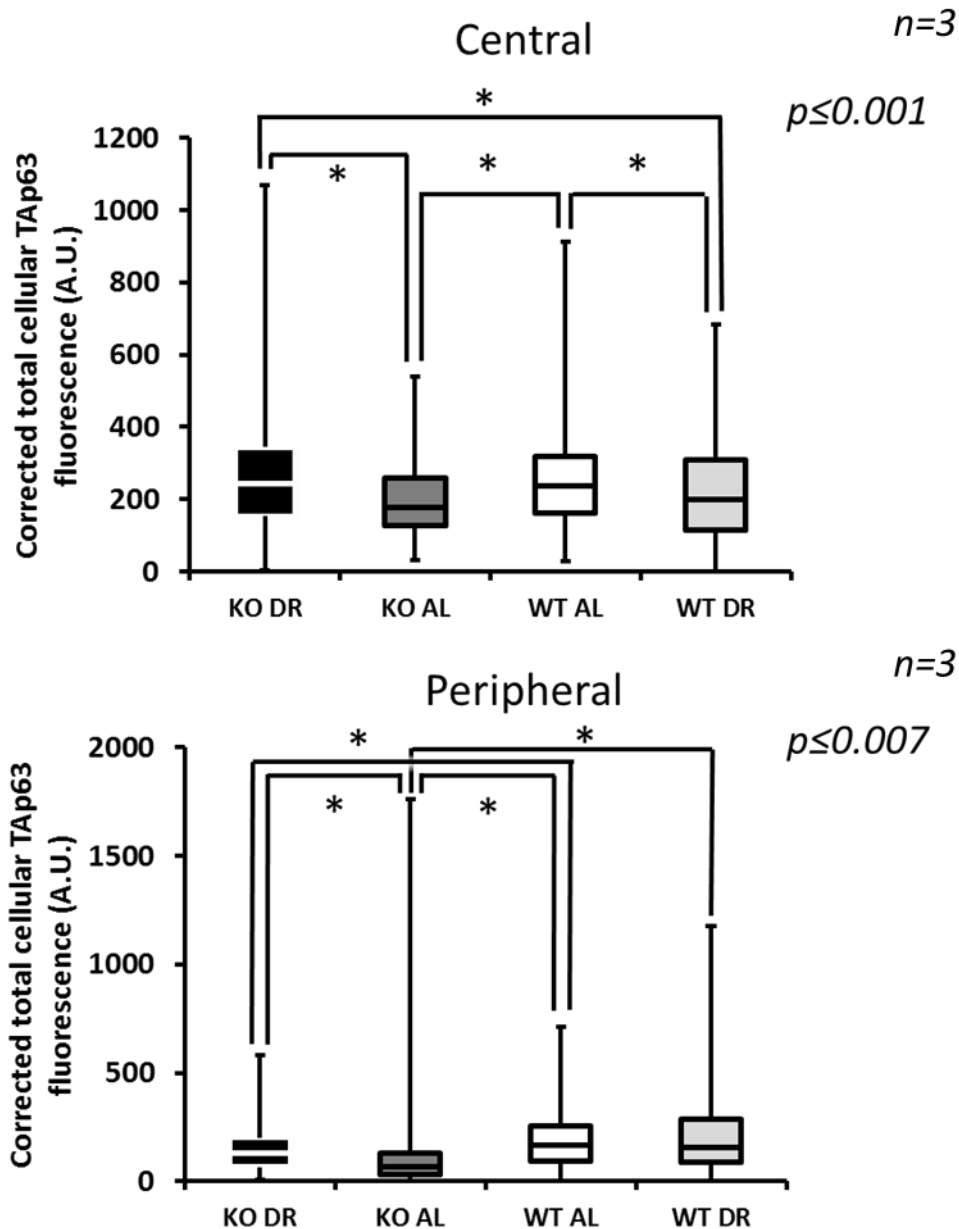 Central
n=3
p≤0.001
*
*
*
*
Corrected total cellular TAp63
fluorescence (A.U.)
1200
1000
800
600
400
200
0
KO DR
KO AL
WT AL
WT DR
Peripheral
n=3
p≤0.007
*
*
*
*
Corrected total cellular TAp63
fluorescence (A.U.)
2000
1500
1000
500
0
KO DR
KO AL
WT AL
WT DR